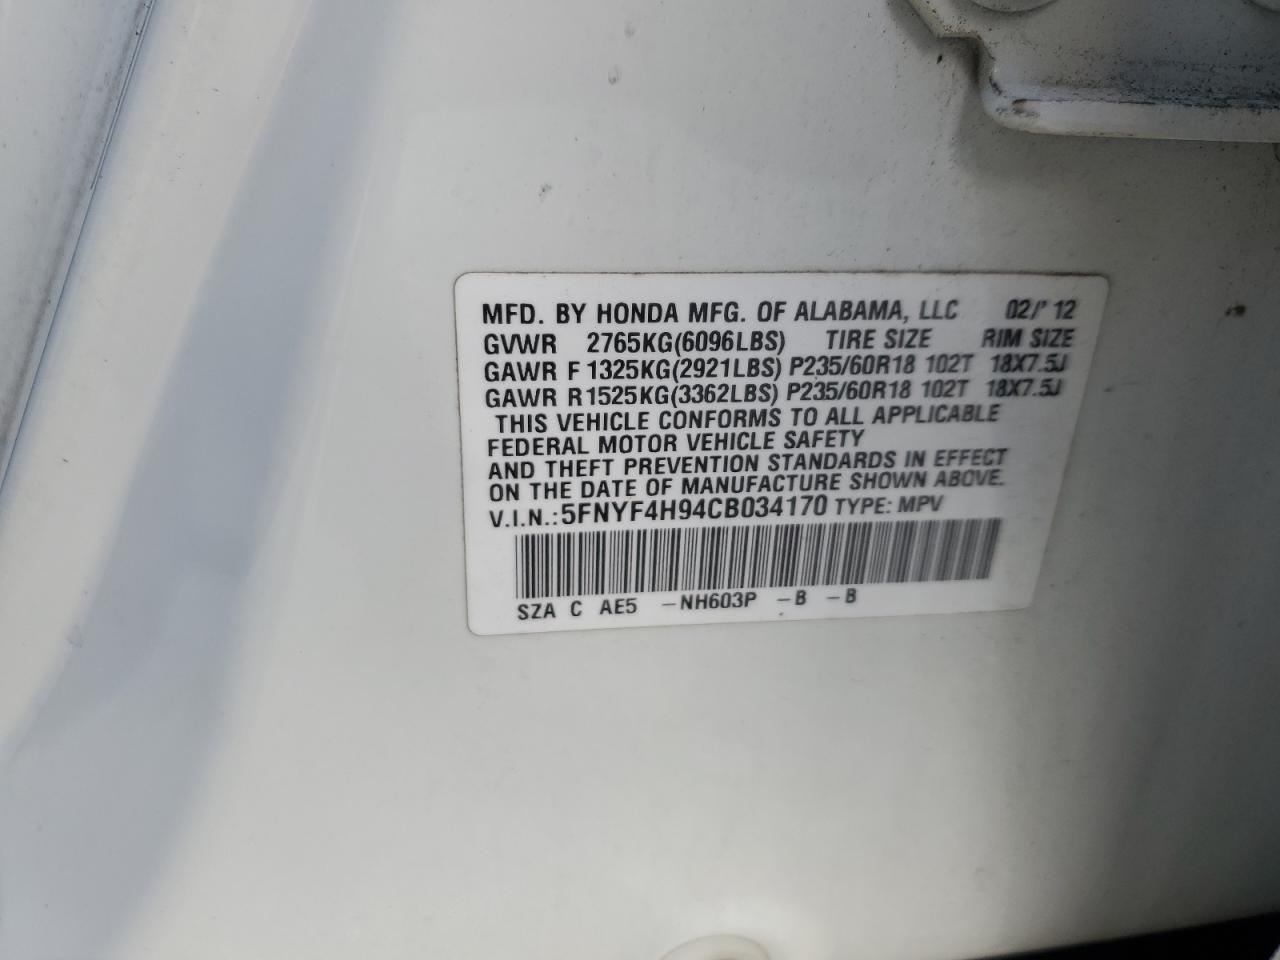 MFD. BY HONDA MFG. OF ALABAMA, LLC 02/'12
GVWR 2765KG(6096LBS) TIRE SIZE RIM SIZE
GAWR F 1325KG(2921LBS) P235/60R18 102T 18X7.5J
GAWR R 1525KG(3362LBS) P235/60R18 102T 18X7.5J
THIS VEHICLE CONFORMS TO ALL APPLICABLE
FEDERAL MOTOR VEHICLE SAFETY
AND THEFT PREVENTION STANDARDS IN EFFECT
ON THE DATE OF MANUFACTURE SHOWN ABOVE.
V.I.N.: 5FNYF4H94CB034170 TYPE: MPV
SZA C AE5 -NH603P -B -B